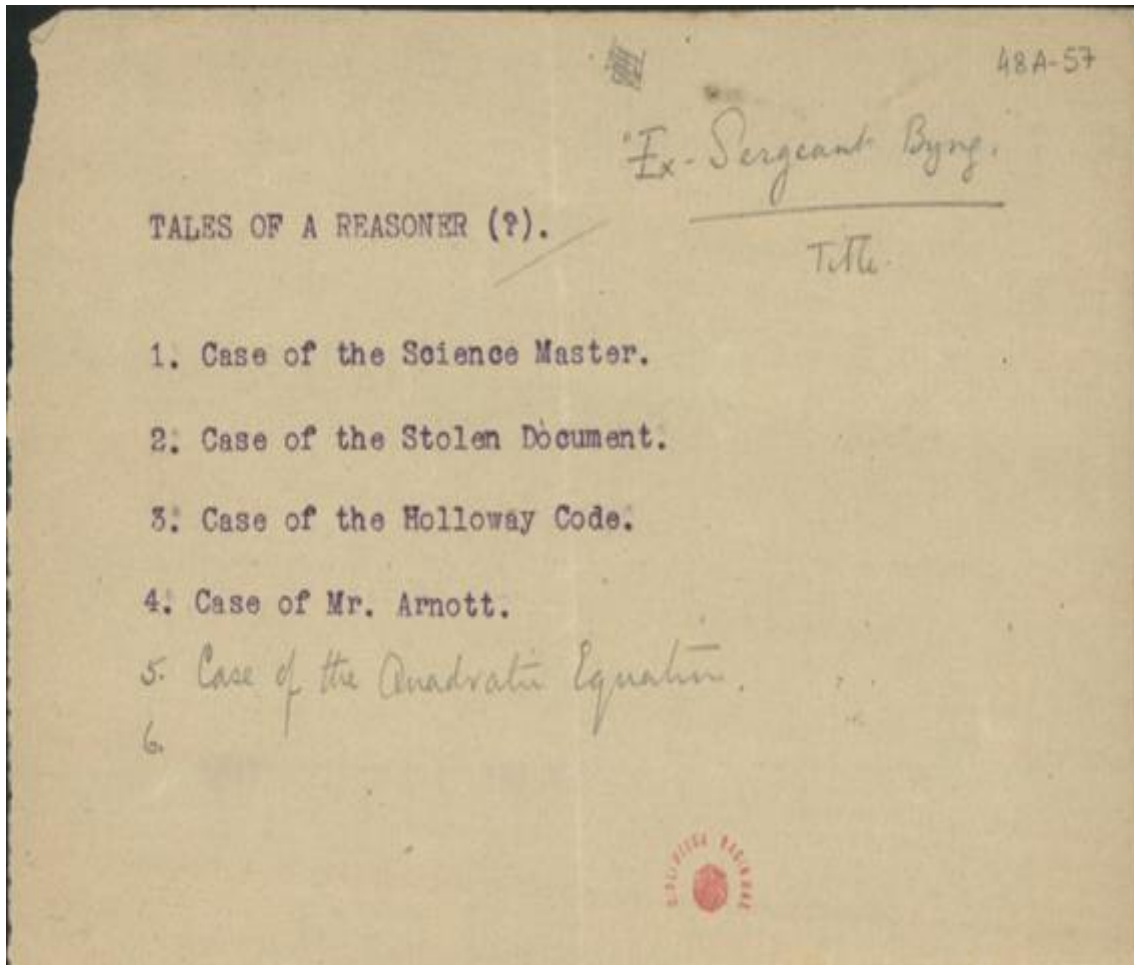 48A-57
"Ex-Sergeant Byng.
TALES OF A REASONER (?).
Title.
1. Case of the Science Master.
2. Case of the Stolen Document.
3. Case of the Holloway Code.
4. Case of Mr. Arnott.
5. Case of the Quadratic Equation.
6.
BIBLIOTECA NACIONAL